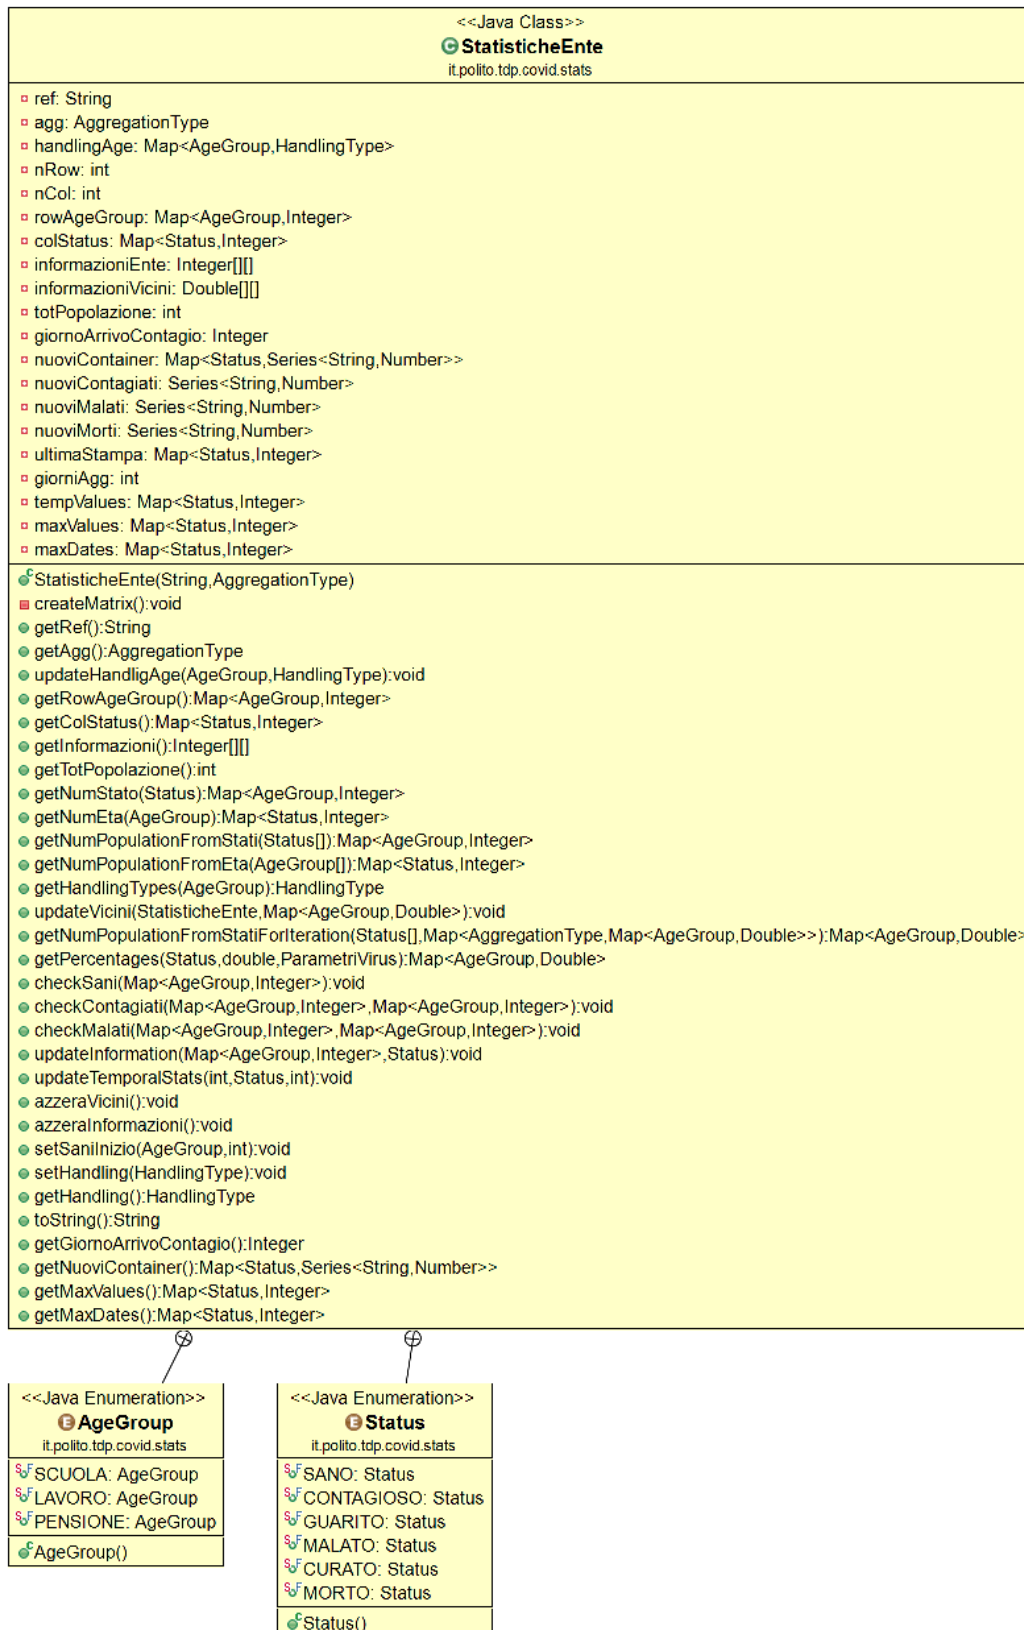 <<Java Class>>
StatisticheEnte
it.polito.tdp.covid.stats
ref: String
agg: AggregationType
handlingAge: Map<AgeGroup,HandlingType>
nRow: int
nCol: int
rowAgeGroup: Map<AgeGroup,Integer>
colStatus: Map<Status,Integer>
informazioniEnte: Integer[][]
informazioniVicini: Double[][]
totPopolazione: int
giornoArrivoContagio: Integer
nuoviContainer: Map<Status,Series<String,Number>>
nuoviContagiati: Series<String,Number>
nuoviMalati: Series<String,Number>
nuoviMorti: Series<String,Number>
ultimaStampa: Map<Status,Integer>
giorniAgg: int
tempValues: Map<Status,Integer>
maxValues: Map<Status,Integer>
maxDates: Map<Status,Integer>
StatisticheEnte(String,AggregationType)
createMatrix():void
getRef():String
getAgg():AggregationType
updateHandligAge(AgeGroup,HandlingType):void
getRowAgeGroup():Map<AgeGroup,Integer>
getColStatus():Map<Status,Integer>
getInformazioni():Integer[][]
getTotPopolazione():int
getNumStato(Status):Map<AgeGroup,Integer>
getNumEta(AgeGroup):Map<Status,Integer>
getNumPopulationFromStati(Status[]):Map<AgeGroup,Integer>
getNumPopulationFromEta(AgeGroup[]):Map<Status,Integer>
getHandlingTypes(AgeGroup):HandlingType
updateVicini(StatisticheEnte,Map<AgeGroup,Double>):void
getNumPopulationFromStatiForIteration(Status[],Map<AggregationType,Map<AgeGroup,Double>>):Map<AgeGroup,Double>
getPercentages(Status,double,ParametriVirus):Map<AgeGroup,Double>
checkSani(Map<AgeGroup,Integer>):void
checkContagiati(Map<AgeGroup,Integer>,Map<AgeGroup,Integer>):void
checkMalati(Map<AgeGroup,Integer>,Map<AgeGroup,Integer>):void
updateInformation(Map<AgeGroup,Integer>,Status):void
updateTemporalStats(int,Status,int):void
azzeraVicini():void
azzeraInformazioni():void
setSaniInizio(AgeGroup,int):void
setHandling(HandlingType):void
getHandling():HandlingType
toString():String
getGiornoArrivoContagio():Integer
getNuoviContainer():Map<Status,Series<String,Number>>
getMaxValues():Map<Status,Integer>
getMaxDates():Map<Status,Integer>
<<Java Enumeration>>
AgeGroup
it.polito.tdp.covid.stats
SCUOLA: AgeGroup
LAVORO: AgeGroup
PENSIONE: AgeGroup
AgeGroup()
<<Java Enumeration>>
Status
it.polito.tdp.covid.stats
SANO: Status
CONTAGIOSO: Status
GUARITO: Status
MALATO: Status
CURATO: Status
MORTO: Status
Status()